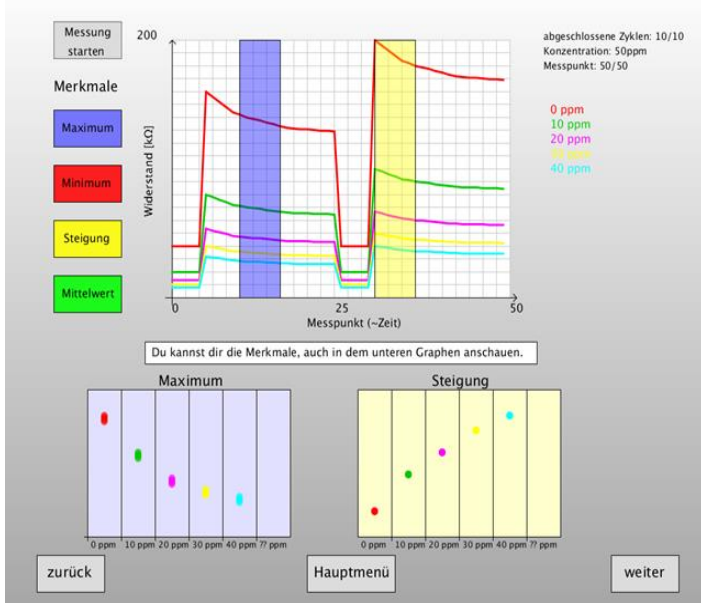 Messung
starten
Merkmale
Maximum
Minimum
Steigung
Mittelwert
200
Widerstand [kΩ]
0
25
50
Messpunkt (~Zeit)
abgeschlossene Zyklen: 10/10
Konzentration: 50ppm
Messpunkt: 50/50
0 ppm
10 ppm
20 ppm
30 ppm
40 ppm
Du kannst dir die Merkmale, auch in dem unteren Graphen anschauen.
Maximum
0 ppm 10 ppm 20 ppm 30 ppm 40 ppm ?? ppm
Steigung
0 ppm 10 ppm 20 ppm 30 ppm 40 ppm ?? ppm
zurück
Hauptmenü
weiter